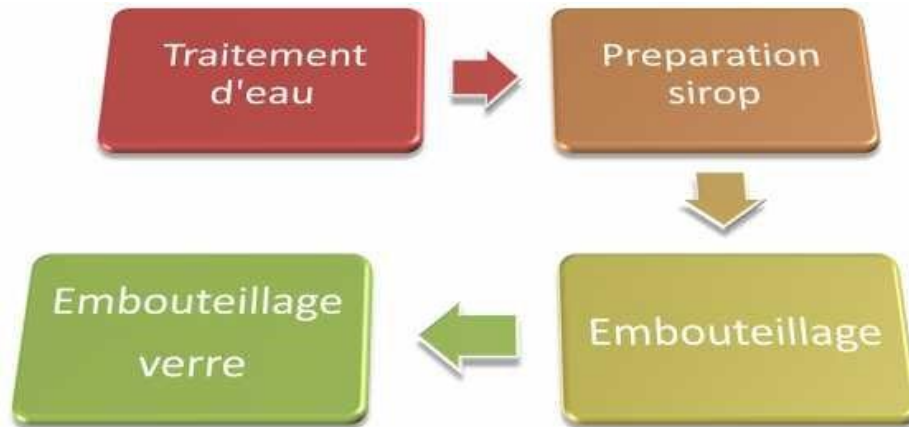 Traitement
d'eau
Preparation
sirop
Embouteillage
Embouteillage
verre